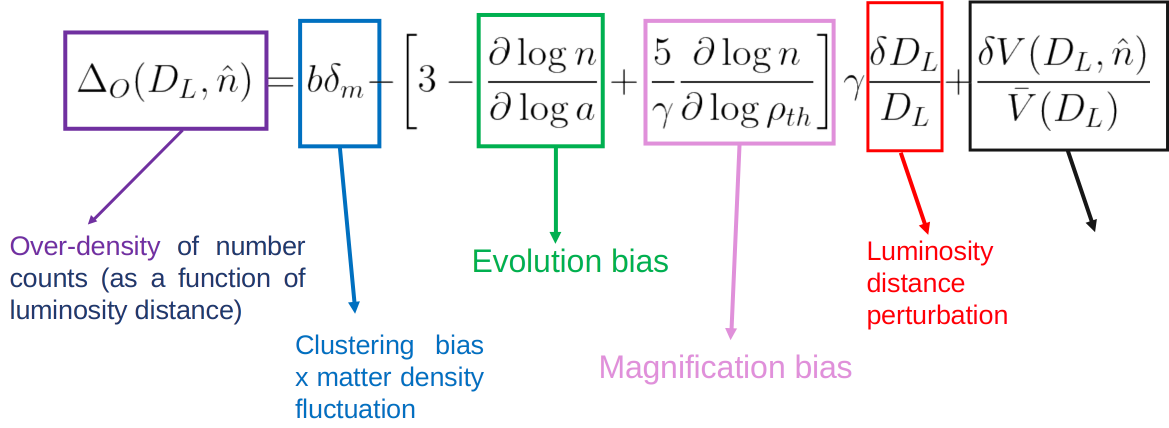 Δ_O(D_L, n̂) = bδ_m − [3 − ∂ log n / ∂ log a + 5/γ ∂ log n / ∂ log ρ_th] γ δD_L / D_L + δV(D_L, n̂) / V̄(D_L)
Over-density of number
counts (as a function of
luminosity distance)
Clustering bias
x matter density
fluctuation
Evolution bias
Magnification bias
Luminosity
distance
perturbation